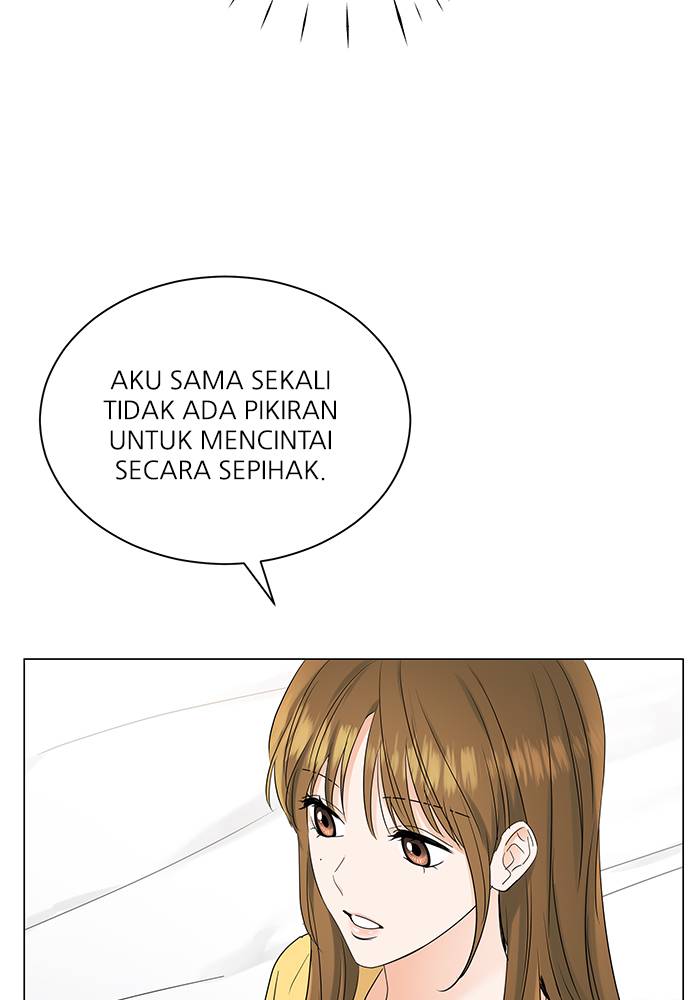 AKU SAMA SEKALI
TIDAK ADA PIKIRAN
UNTUK MENCINTAI
SECARA SEPIHAK.